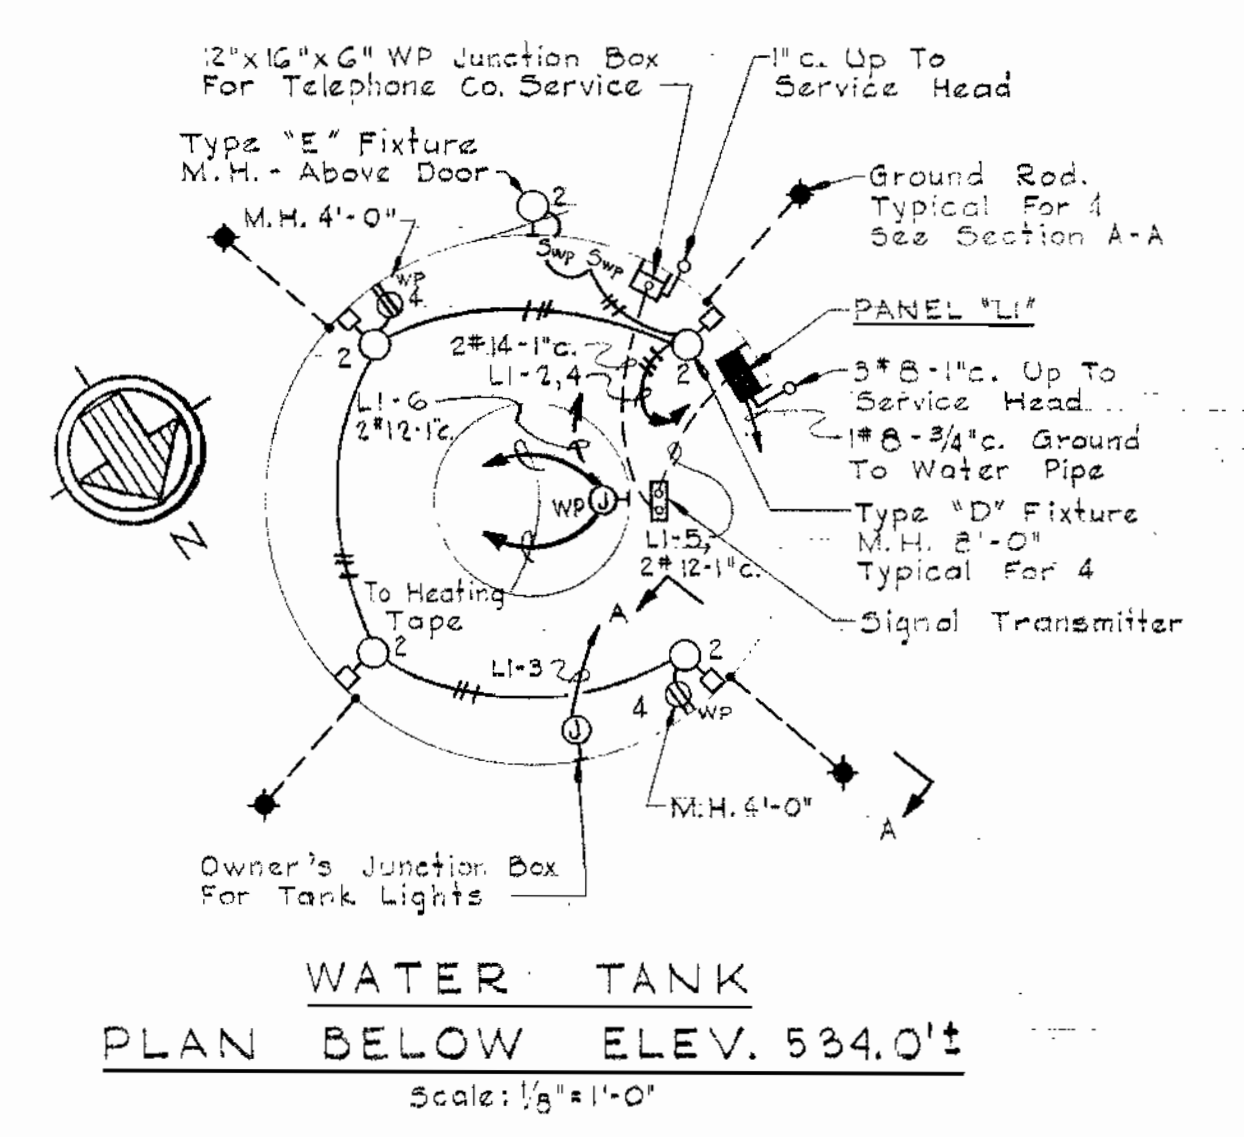 12"x16"x6" WP Junction Box
For Telephone Co. Service
1"c. Up To
Service Head
Type "E" Fixture
M.H. - Above Door
2
M.H. 4'-0"
Ground Rod.
Typical For 4
See Section A-A
WP
4
SWP
SWP
2
2#14-1"c.
L1-2,4
2
PANEL "L1"
3#8-1"c. Up To
Service Head
1#8-3/4"c. Ground
To Water Pipe
L1-6
2#12-1"c.
WP
J
L1-5,
2#12-1"c.
Type "D" Fixture
M.H. 8'-0"
Typical For 4
Signal Transmitter
N
To Heating
Tape
A
2
L1-3
2
4
WP
J
M.H. 4'-0"
A
Owner's Junction Box
For Tank Lights
WATER TANK
PLAN BELOW ELEV. 534.0'±
Scale: 1/8"=1'-0"